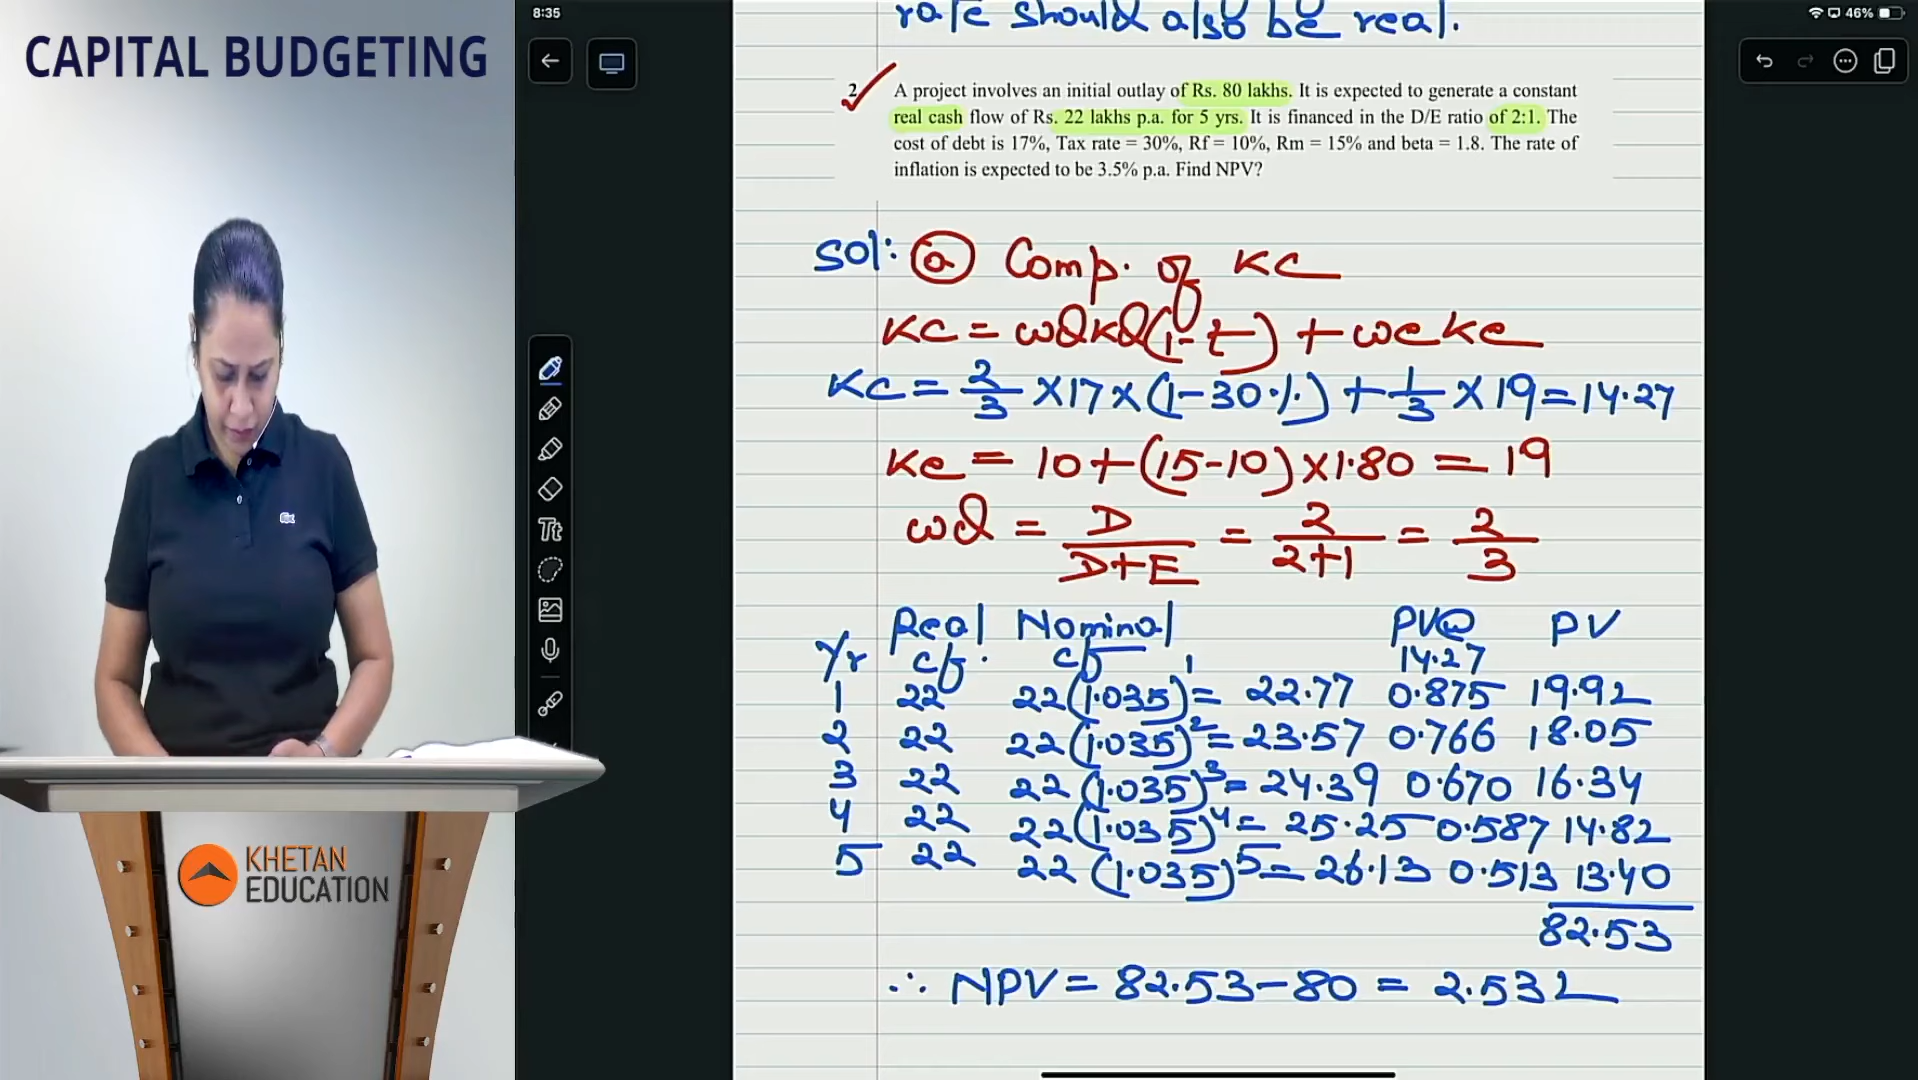 CAPITAL BUDGETING
8:35
46%
rate should also be real.
2 A project involves an initial outlay of Rs. 80 lakhs. It is expected to generate a constant
real cash flow of Rs. 22 lakhs p.a. for 5 yrs. It is financed in the D/E ratio of 2:1. The
cost of debt is 17%, Tax rate = 30%, Rf = 10%, Rm = 15% and beta = 1.8. The rate of
inflation is expected to be 3.5% p.a. Find NPV?
Sol: (a) Comp. of KC
KC = wdkd(1-t) + weke
KC = 2/3 × 17 × (1-30%) + 1/3 × 19 = 14.27
Ke = 10+(15-10)×1.80 = 19
wd = D/D+E = 2/2+1 = 2/3
Yr Real cf. Nominal cf PV@ 14.27 PV
1 22 22(1.035)^1 = 22.77 0.875 19.92
2 22 22(1.035)^2 = 23.57 0.766 18.05
3 22 22(1.035)^3 = 24.39 0.670 16.34
4 22 22(1.035)^4 = 25.25 0.587 14.82
5 22 22(1.035)^5 = 26.13 0.513 13.40
82.53
∴ NPV = 82.53-80 = 2.53L
Tt
KHETAN
EDUCATION